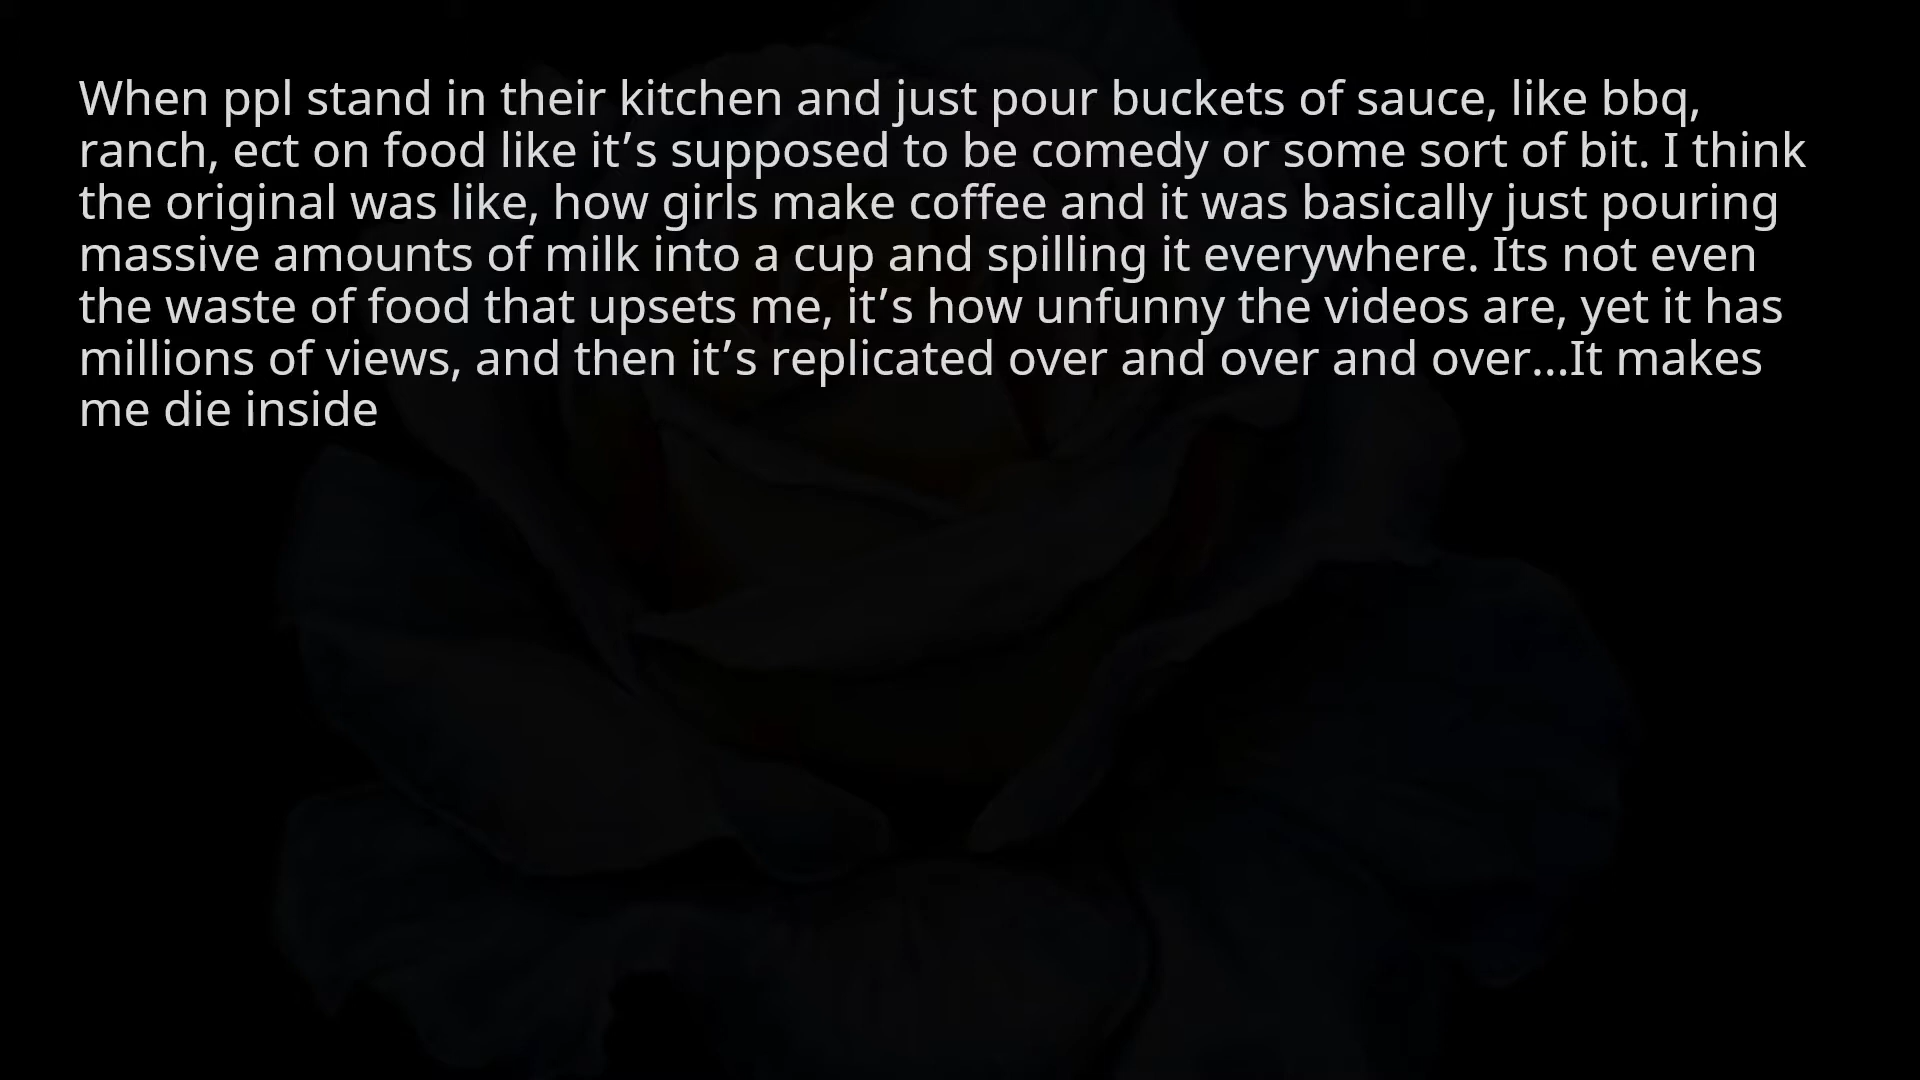 When ppl stand in their kitchen and just pour buckets of sauce, like bbq,
ranch, ect on food like it’s supposed to be comedy or some sort of bit. I think
the original was like, how girls make coffee and it was basically just pouring
massive amounts of milk into a cup and spilling it everywhere. Its not even
the waste of food that upsets me, it’s how unfunny the videos are, yet it has
millions of views, and then it’s replicated over and over and over...It makes
me die inside